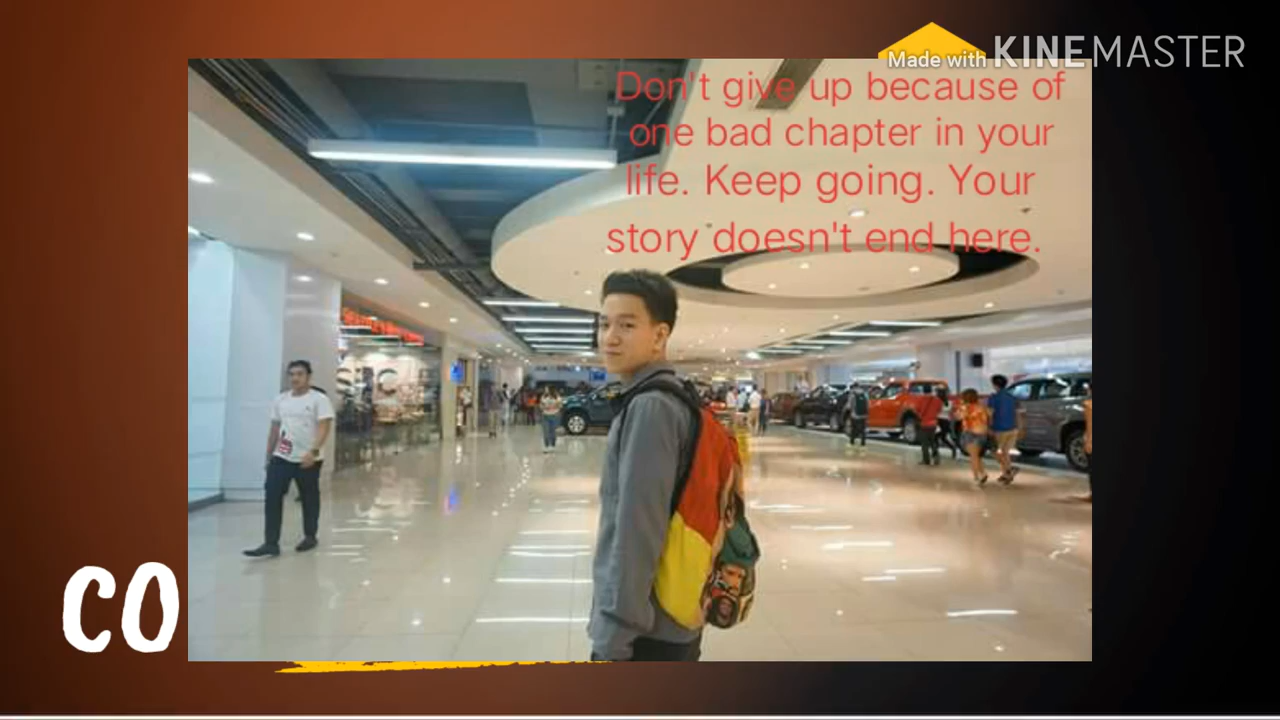 Made with KINEMASTER
Don't give up because of
one bad chapter in your
life. Keep going. Your
story doesn't end here.
CO